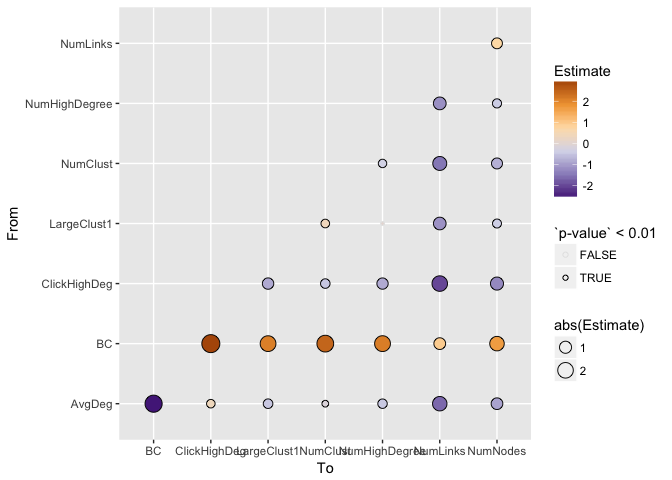 NumLinks
NumHighDegree
NumClust
LargeClust1
ClickHighDeg
BC
AvgDeg
From
BC ClickHighDeg LargeClust1 NumClust NumHighDegree NumLinks NumNodes
To
Estimate
2
1
0
-1
-2
`p-value` < 0.01
FALSE
TRUE
abs(Estimate)
1
2